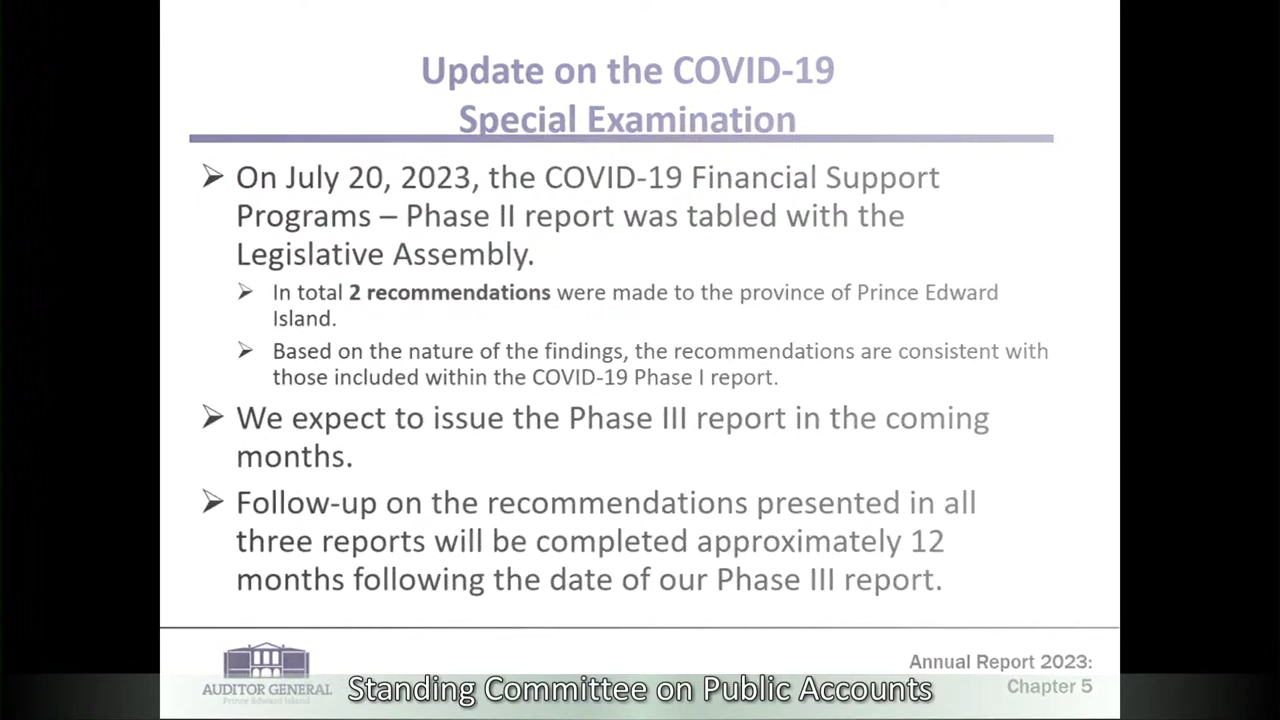 Update on the COVID-19
Special Examination
➢ On July 20, 2023, the COVID-19 Financial Support
Programs – Phase II report was tabled with the
Legislative Assembly.
➢ In total 2 recommendations were made to the province of Prince Edward
Island.
➢ Based on the nature of the findings, the recommendations are consistent with
those included within the COVID-19 Phase I report.
➢ We expect to issue the Phase III report in the coming
months.
➢ Follow-up on the recommendations presented in all
three reports will be completed approximately 12
months following the date of our Phase III report.
AUDITOR GENERAL
Prince Edward Island
Annual Report 2023:
Chapter 5
Standing Committee on Public Accounts